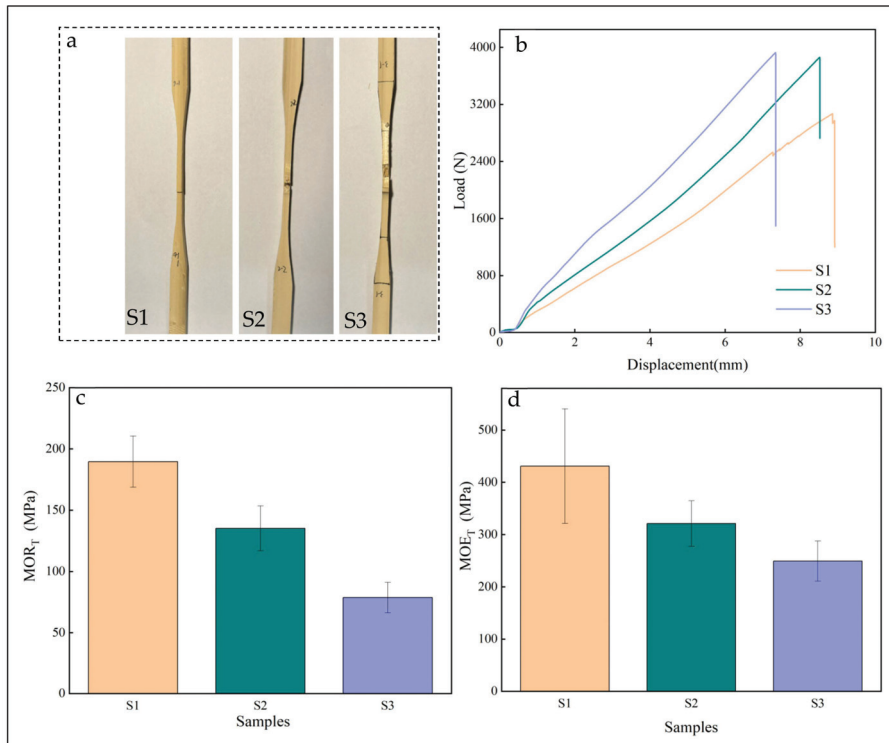 a
S1
S2
S3
b
Load (N)
4000
3200
2400
1600
800
0
0
2
4
6
8
10
Displacement(mm)
S1
S2
S3
c
MOR_T (MPa)
250
200
150
100
50
0
S1
S2
S3
Samples
d
MOE_T (MPa)
500
400
300
200
100
0
S1
S2
S3
Samples